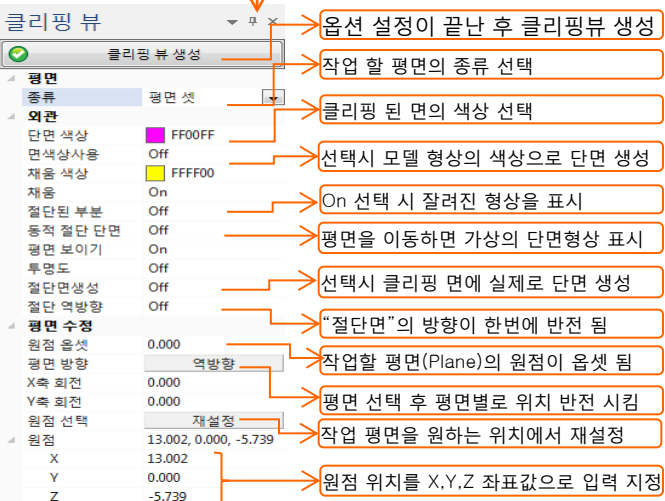 클리핑 뷰
클리핑 뷰 생성
옵션 설정이 끝난 후 클리핑뷰 생성
평면
종류 평면 셋
작업 할 평면의 종류 선택
외관
단면 색상 FF00FF
클리핑 된 면의 색상 선택
면색상사용 Off
선택시 모델 형상의 색상으로 단면 생성
채움 색상 FFFF00
채움 On
절단된 부분 Off
On 선택 시 잘려진 형상을 표시
동적 절단 단면 Off
평면을 이동하면 가상의 단면형상 표시
평면 보이기 On
투명도 Off
절단면생성 Off
선택시 클리핑 면에 실제로 단면 생성
절단 역방향 Off
“절단면”의 방향이 한번에 반전 됨
평면 수정
원점 옵셋 0.000
작업할 평면(Plane)의 원점이 옵셋 됨
평면 방향 역방향
평면 선택 후 평면별로 위치 반전 시킴
X축 회전 0.000
Y축 회전 0.000
원점 선택 재설정
작업 평면을 원하는 위치에서 재설정
원점 13.002, 0.000, -5.739
X 13.002
Y 0.000
Z -5.739
원점 위치를 X,Y,Z 좌표값으로 입력 지정